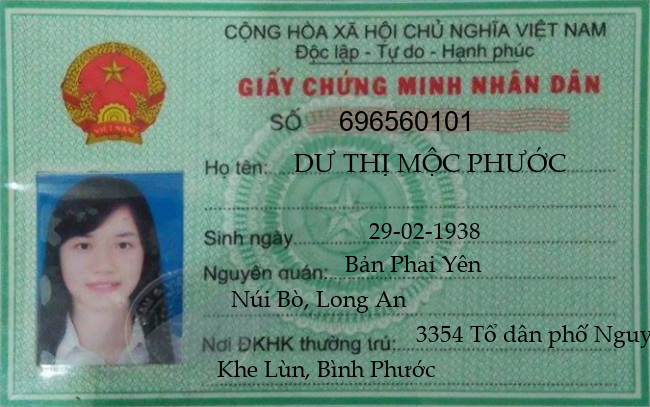 CỘNG HÒA XÃ HỘI CHỦ NGHĨA VIỆT NAM
Độc lập - Tự do - Hạnh phúc
GIẤY CHỨNG MINH NHÂN DÂN
SỐ 696560101
Họ tên: DƯ THỊ MỘC PHƯỚC
Sinh ngày 29-02-1938
Nguyên quán: Bản Phai Yên
Núi Bò, Long An
Nơi ĐKHK thường trú: 3354 Tổ dân phố Nguy
Khe Lùn, Bình Phước
VIỆT NAM